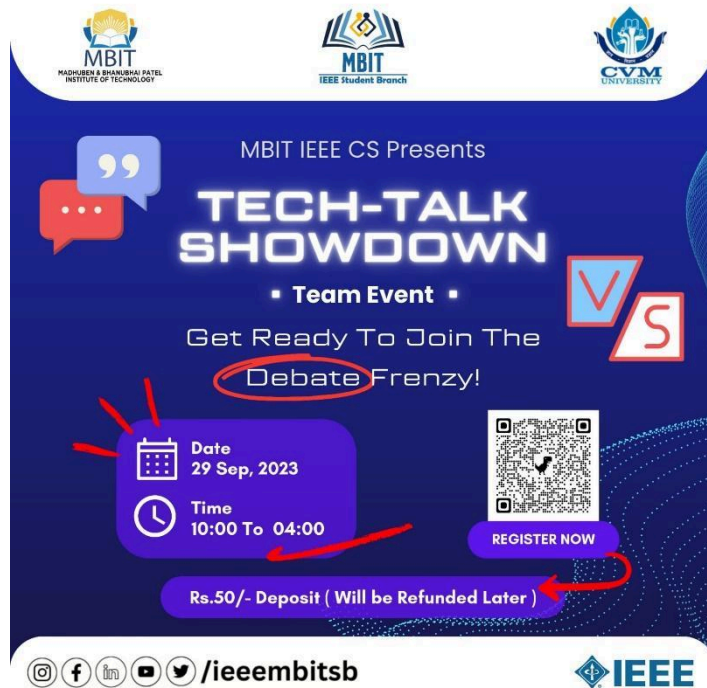 MBIT
MADHUBEN & BHANUBHAI PATEL
INSTITUTE OF TECHNOLOGY
MBIT
IEEE Student Branch
CVM
UNIVERSITY
MBIT IEEE CS Presents
TECH-TALK
SHOWDOWN
Team Event
Get Ready To Join The
Debate Frenzy!
VS
Date
29 Sep, 2023
Time
10:00 To 04:00
REGISTER NOW
Rs.50/- Deposit ( Will be Refunded Later )
/ieeembitsb
IEEE